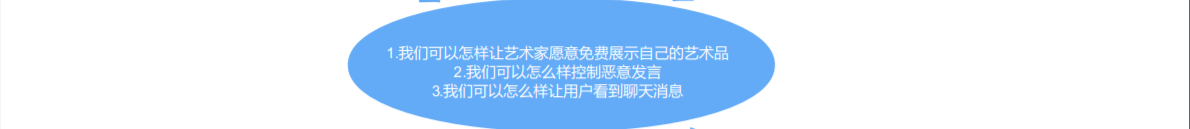 1.我们可以怎样让艺术家愿意免费展示自己的艺术品
2.我们可以怎么样控制恶意发言
3.我们可以怎么样让用户看到聊天消息